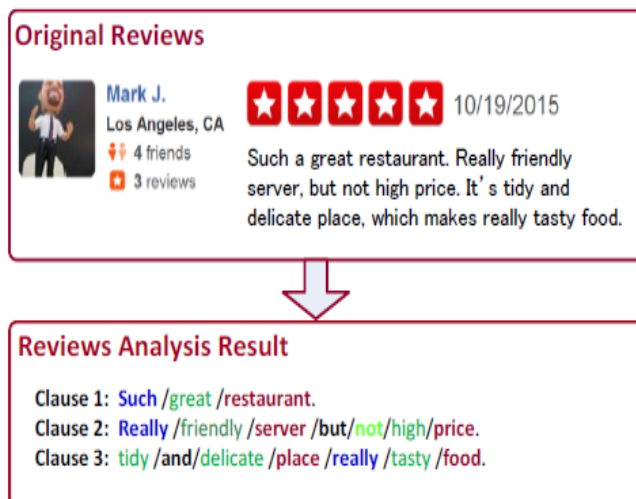 Original Reviews
Mark J.
Los Angeles, CA
4 friends
3 reviews
10/19/2015
Such a great restaurant. Really friendly
server, but not high price. It's tidy and
delicate place, which makes really tasty food.
Reviews Analysis Result
Clause 1: Such /great /restaurant.
Clause 2: Really /friendly /server /but/not/high/price.
Clause 3: tidy /and/delicate /place /really /tasty /food.